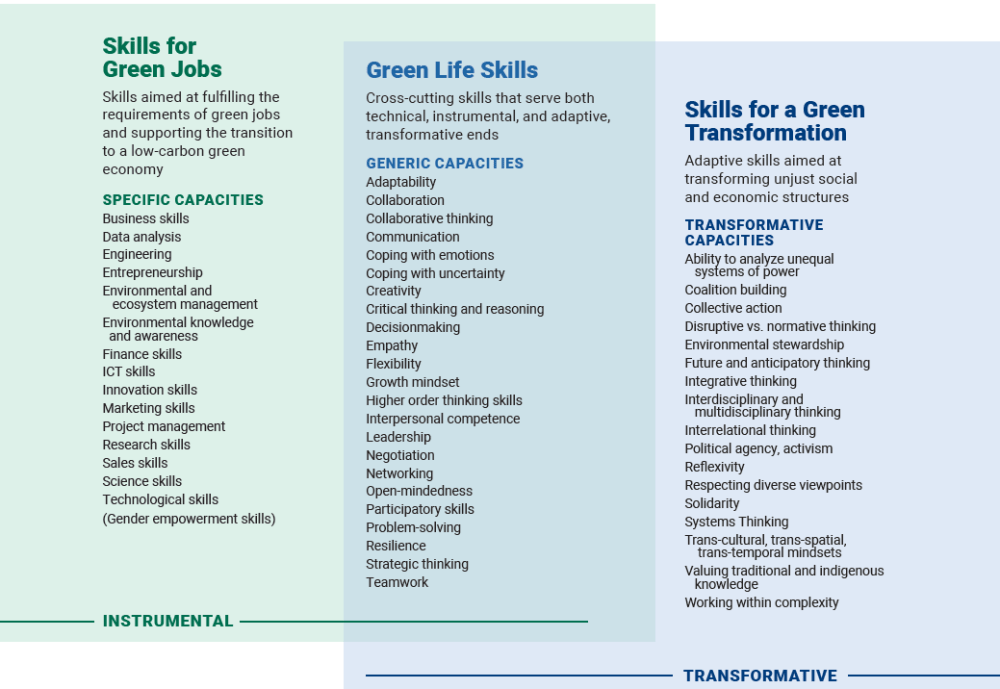 Skills for
Green Jobs
Skills aimed at fulfilling the
requirements of green jobs
and supporting the transition
to a low-carbon green
economy
SPECIFIC CAPACITIES
Business skills
Data analysis
Engineering
Entrepreneurship
Environmental and
ecosystem management
Environmental knowledge
and awareness
Finance skills
ICT skills
Innovation skills
Marketing skills
Project management
Research skills
Sales skills
Science skills
Technological skills
(Gender empowerment skills)
INSTRUMENTAL
Green Life Skills
Cross-cutting skills that serve both
technical, instrumental, and adaptive,
transformative ends
GENERIC CAPACITIES
Adaptability
Collaboration
Collaborative thinking
Communication
Coping with emotions
Coping with uncertainty
Creativity
Critical thinking and reasoning
Decisionmaking
Empathy
Flexibility
Growth mindset
Higher order thinking skills
Interpersonal competence
Leadership
Negotiation
Networking
Open-mindedness
Participatory skills
Problem-solving
Resilience
Strategic thinking
Teamwork
Skills for a Green
Transformation
Adaptive skills aimed at
transforming unjust social
and economic structures
TRANSFORMATIVE
CAPACITIES
Ability to analyze unequal
systems of power
Coalition building
Collective action
Disruptive vs. normative thinking
Environmental stewardship
Future and anticipatory thinking
Integrative thinking
Interdisciplinary and
multidisciplinary thinking
Interrelational thinking
Political agency, activism
Reflexivity
Respecting diverse viewpoints
Solidarity
Systems Thinking
Trans-cultural, trans-spatial,
trans-temporal mindsets
Valuing traditional and indigenous
knowledge
Working within complexity
TRANSFORMATIVE